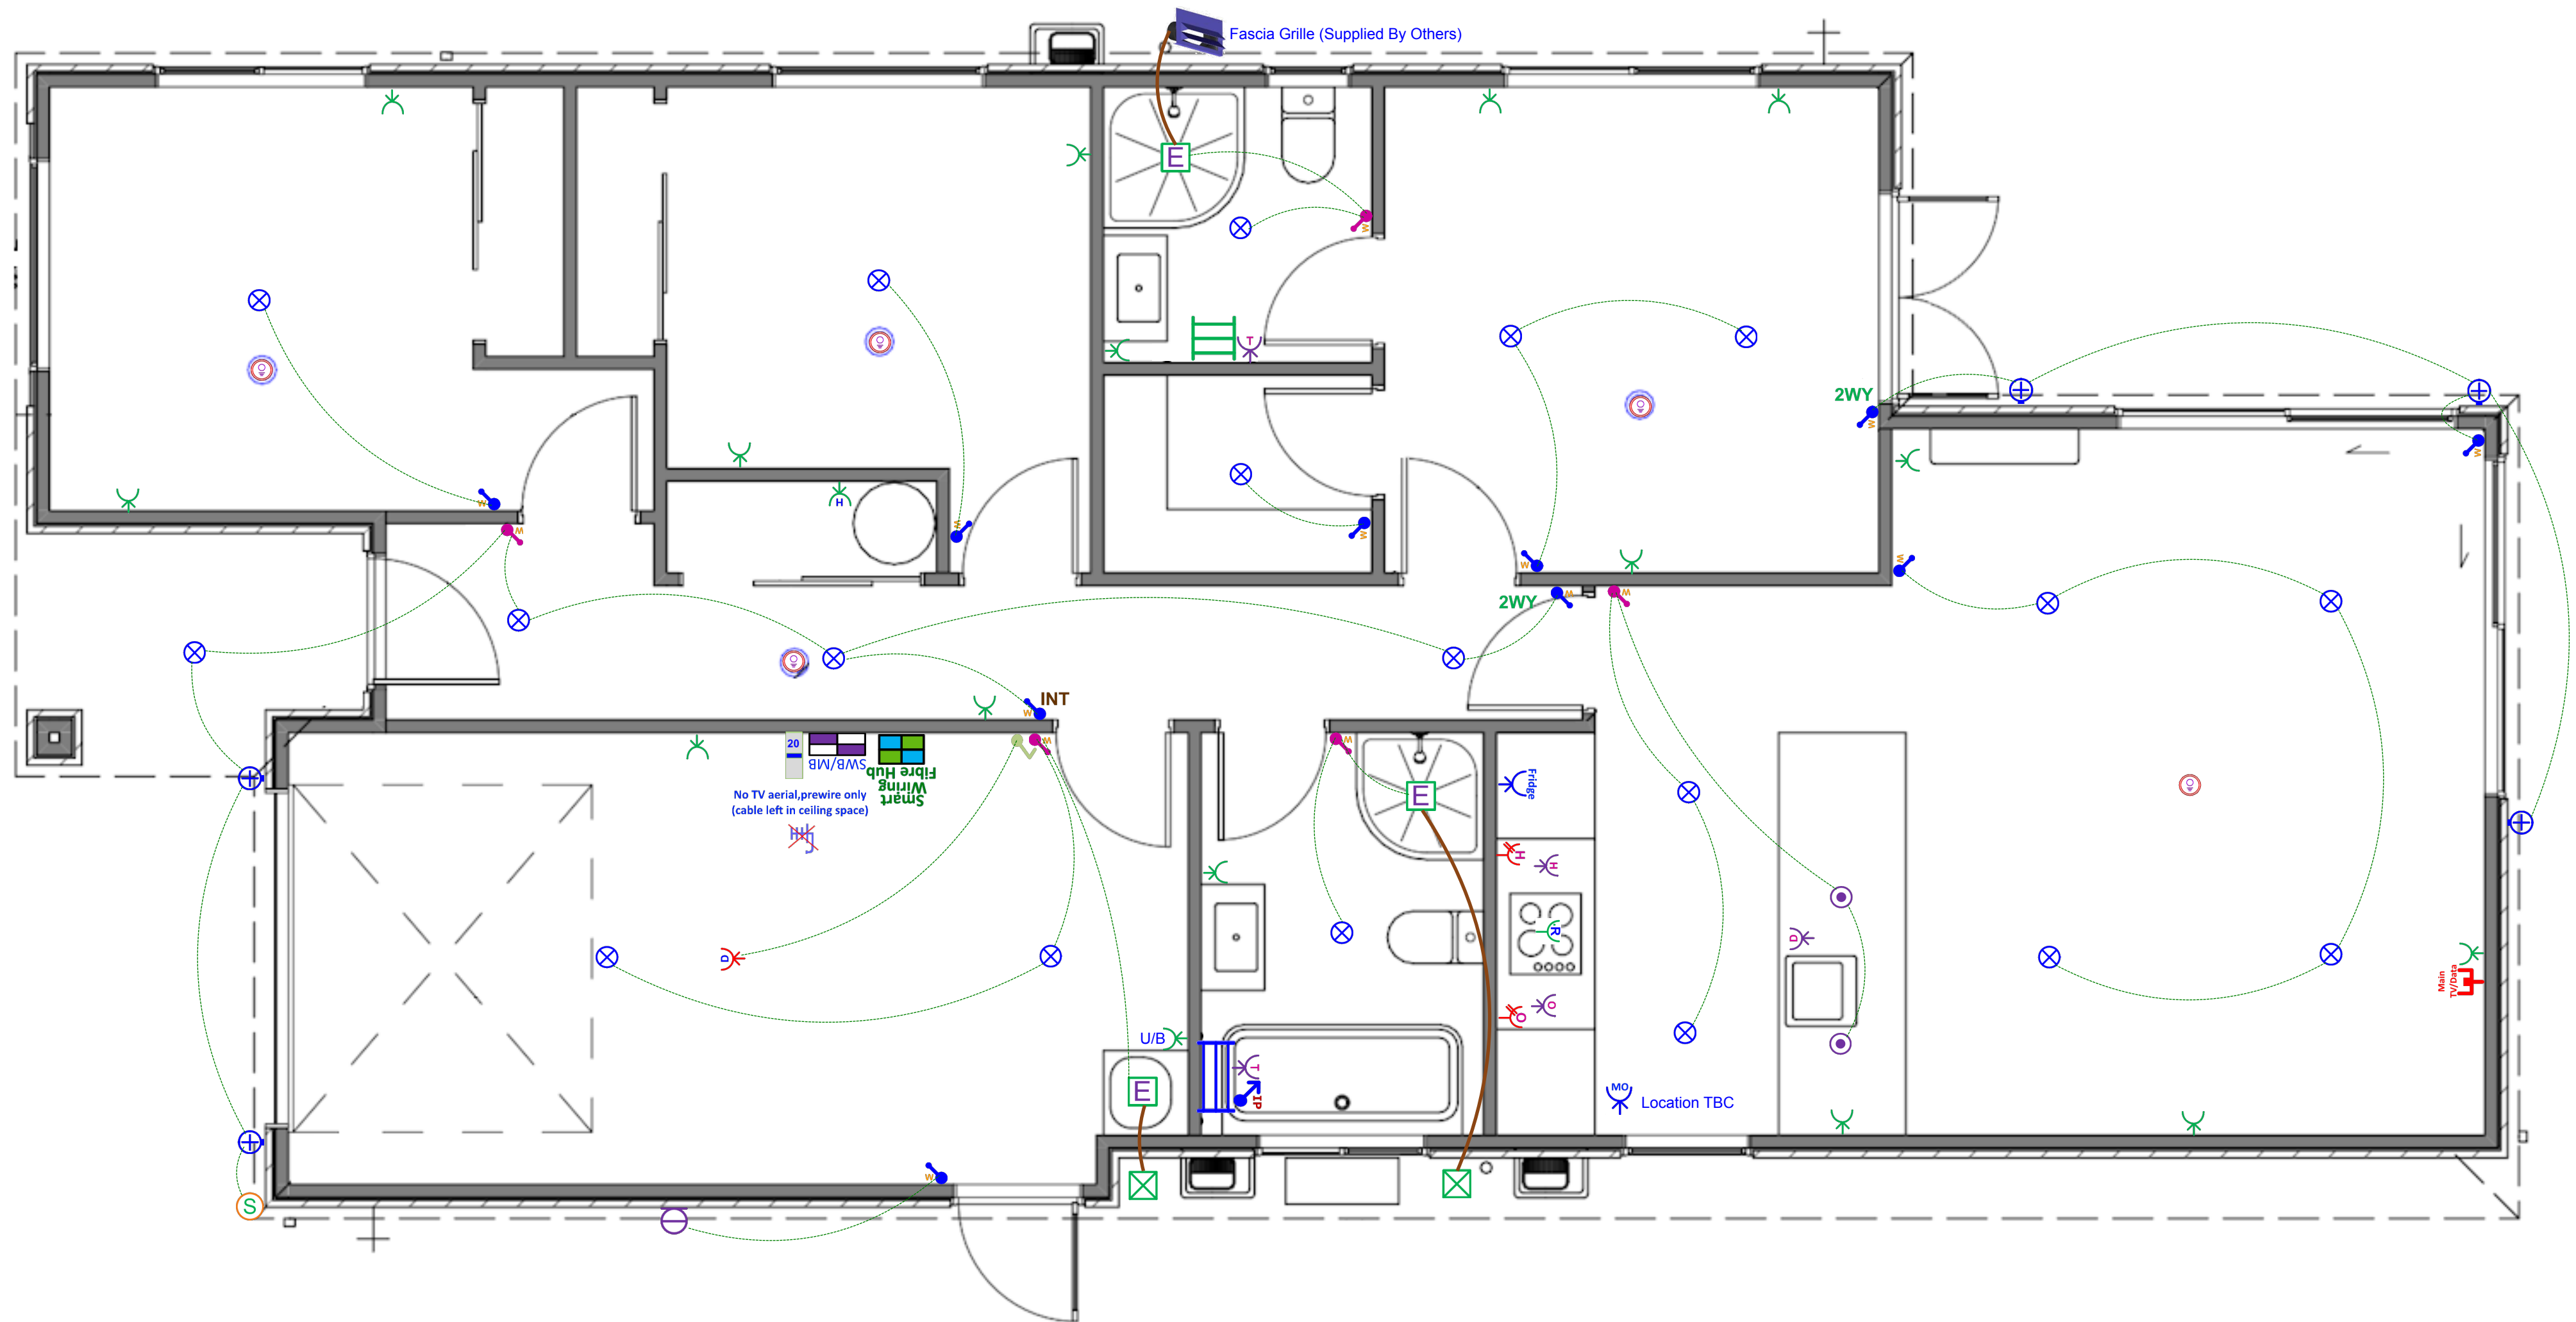 Fascia Grille (Supplied By Others)
E
W
T
2WY
W
W
W
H
W
W
W
W
W
W
2WY
W
W
INT
W
20
SWB/MB
Smart
Wiring
Fibre Hub
W
W
No TV aerial,prewire only
(cable left in ceiling space)
Fridge
E
H
H
R
D
D
Main
TV/Data
O
O
U/B
E
T
IP
MO
Location TBC
W
S